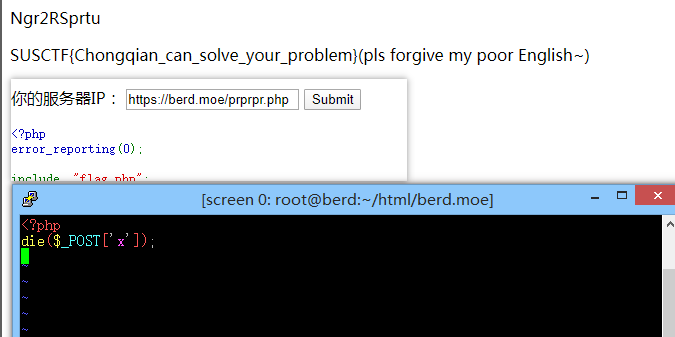 Ngr2RSprtu
SUSCTF{Chongqian_can_solve_your_problem}(pls forgive my poor English~)
你的服务器IP： https://berd.moe/prprpr.php Submit
<?php
error_reporting(0);
include "flag.php";
[screen 0: root@berd:~/html/berd.moe]
<?php
die($_POST['x']);
~
~
~
~
~